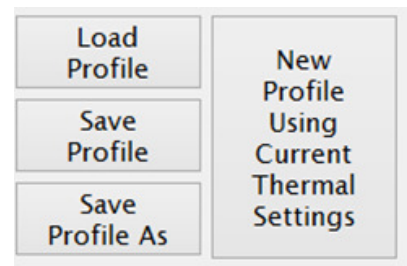 Load
Profile
Save
Profile
Save
Profile As
New
Profile
Using
Current
Thermal
Settings